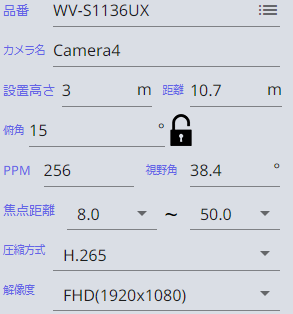 品番 WV-S1136UX
カメラ名 Camera4
設置高さ 3 m 距離 10.7 m
俯角 15 °
PPM 256 視野角 38.4 °
焦点距離 8.0 ~ 50.0
圧縮方式 H.265
解像度 FHD(1920x1080)